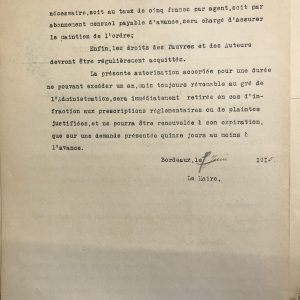 nécessaire, soit au taux de cinq francs par agent, soit par
abonnement mensuel payable d'avance, sera chargé d'assurer
le maintien de l'ordre;
Enfin, les droits des Pauvres et des Auteurs
devront être régulièrement acquittés.
La présente autorisation accordée pour une durée
ne pouvant excéder un an, mais toujours révocable au gré de
l'Administration, sera immédiatement retirée en cas d'in-
fraction aux prescriptions réglementaires ou de plaintes
justifiées, et ne pourra être renouvelée à son expiration,
que sur une demande présentée quinze jours au moins à
l'avance.
Bordeaux, le
Le Maire,